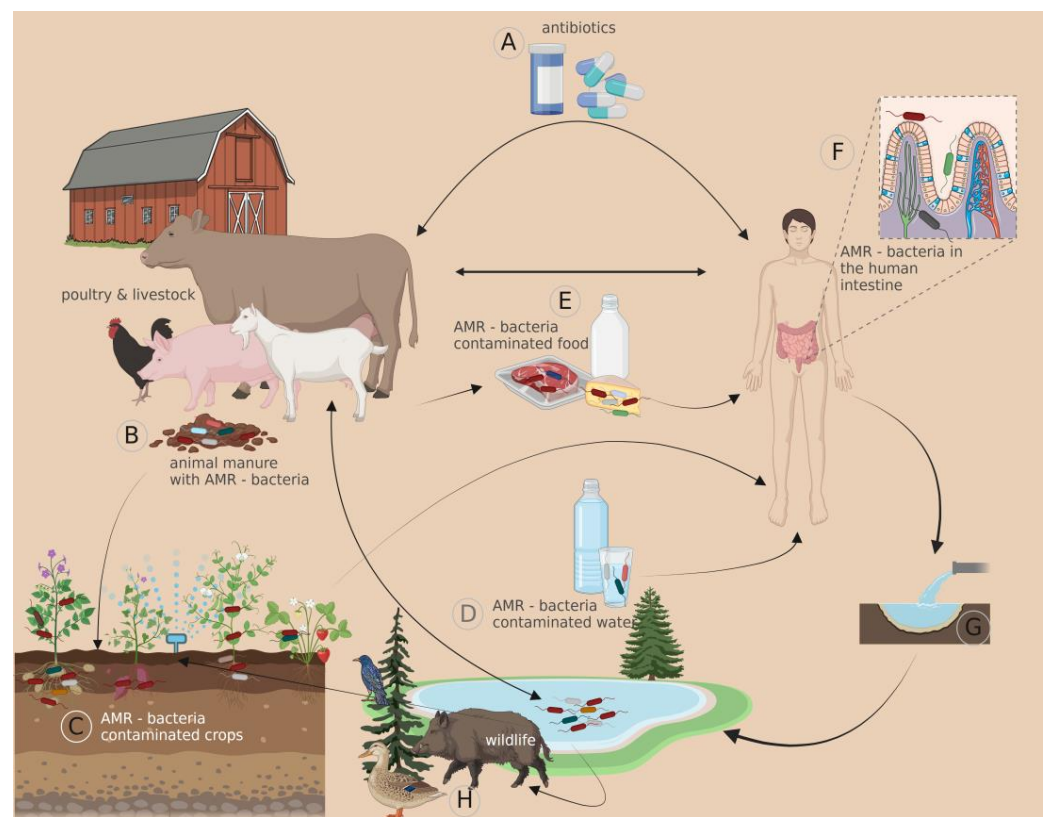 A
antibiotics
F
AMR - bacteria in
the human
intestine
poultry & livestock
E
AMR - bacteria
contaminated food
B
animal manure
with AMR - bacteria
D
AMR - bacteria
contaminated water
G
C
AMR - bacteria
contaminated crops
wildlife
H